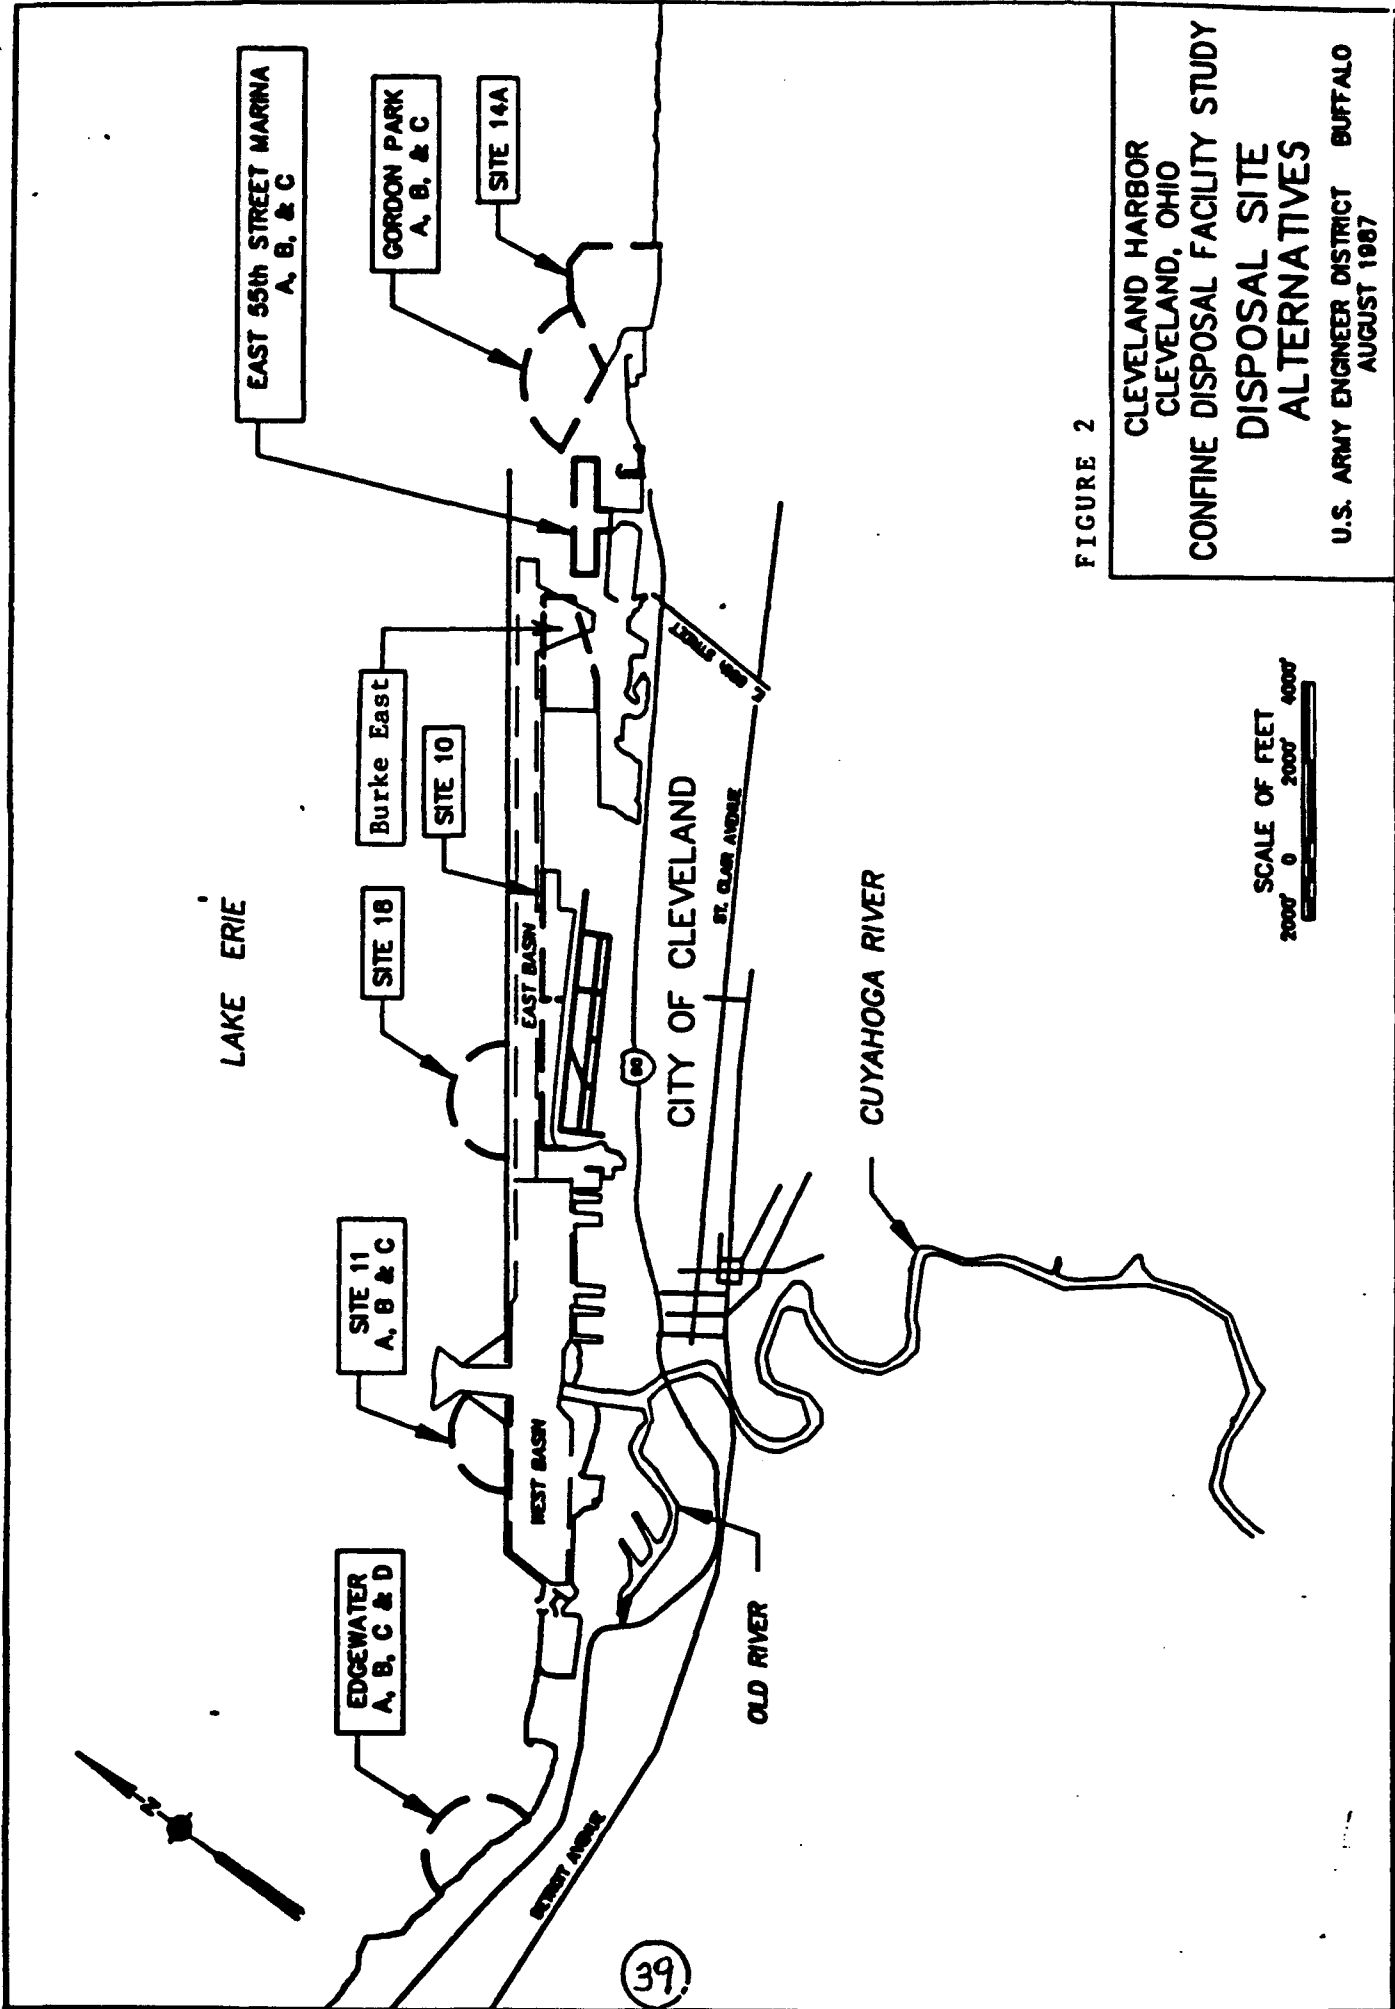 LAKE ERIE
EDGEWATER
A, B, C & D
SITE 11
A, B & C
SITE 18
SITE 10
Burke East
EAST 55th STREET MARINA
A, B, & C
GORDON PARK
A, B, & C
SITE 14A
N
WEST BASIN
EAST BASIN
90
CITY OF CLEVELAND
E. 55th STREET
ST. CLAIR AVENUE
DETROIT AVENUE
OLD RIVER
CUYAHOGA RIVER
39
SCALE OF FEET
2000' 0 2000' 4000'
FIGURE 2
CLEVELAND HARBOR
CLEVELAND, OHIO
CONFINE DISPOSAL FACILITY STUDY
DISPOSAL SITE
ALTERNATIVES
U.S. ARMY ENGINEER DISTRICT BUFFALO
AUGUST 1987